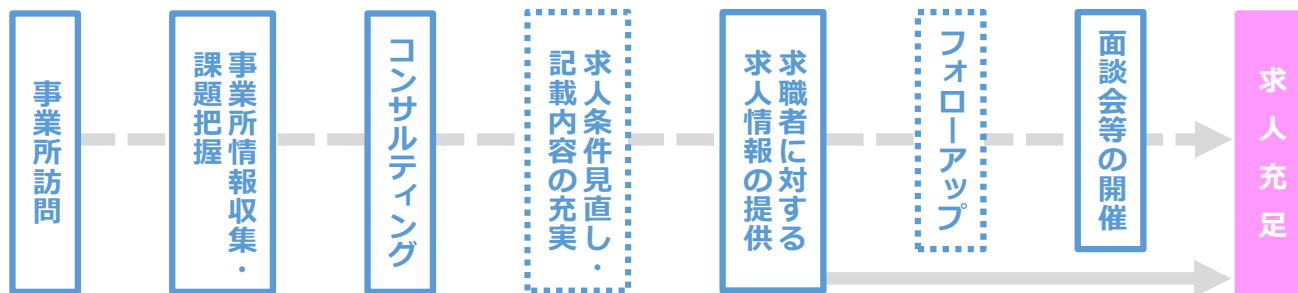 事業所訪問
事業所情報収集・
課題把握
コンサルティング
求人条件見直し・
記載内容の充実
求職者に対する
求人情報の提供
フォローアップ
面談会等の開催
求人充足